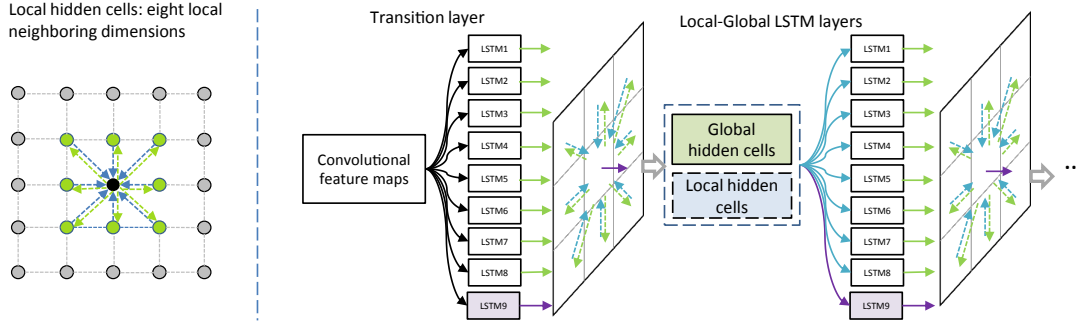 Local hidden cells: eight local
neighboring dimensions
Transition layer
Convolutional
feature maps
LSTM1
LSTM2
LSTM3
LSTM4
LSTM5
LSTM6
LSTM7
LSTM8
LSTM9
Local-Global LSTM layers
Global
hidden cells
Local hidden
cells
LSTM1
LSTM2
LSTM3
LSTM4
LSTM5
LSTM6
LSTM7
LSTM8
LSTM9
..